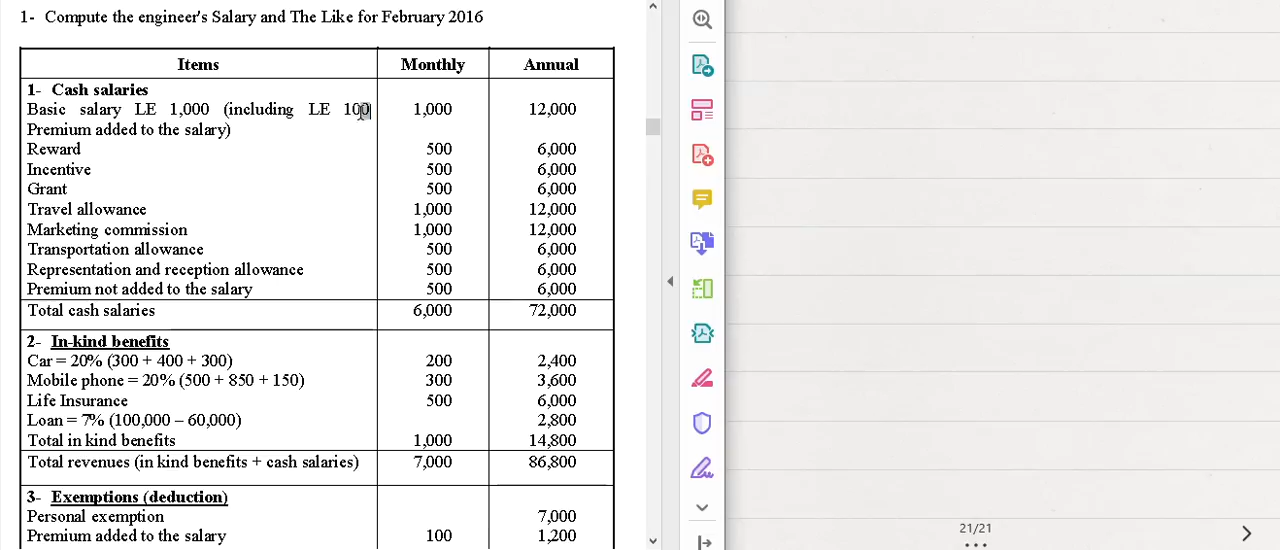 1- Compute the engineer's Salary and The Like for February 2016
Items Monthly Annual
1- Cash salaries
Basic salary LE 1,000 (including LE 100 1,000 12,000
Premium added to the salary)
Reward 500 6,000
Incentive 500 6,000
Grant 500 6,000
Travel allowance 1,000 12,000
Marketing commission 1,000 12,000
Transportation allowance 500 6,000
Representation and reception allowance 500 6,000
Premium not added to the salary 500 6,000
Total cash salaries 6,000 72,000
2- In-kind benefits
Car = 20% (300 + 400 + 300) 200 2,400
Mobile phone = 20% (500 + 850 + 150) 300 3,600
Life Insurance 500 6,000
Loan = 7% (100,000 – 60,000) 2,800
Total in kind benefits 1,000 14,800
Total revenues (in kind benefits + cash salaries) 7,000 86,800
3- Exemptions (deduction)
Personal exemption 7,000
Premium added to the salary 100 1,200
21/21